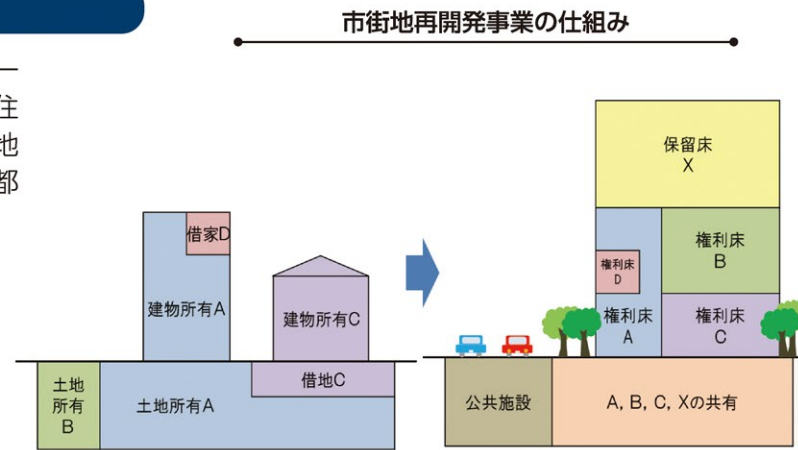 市街地再開発事業の仕組み
ー
住
地
都
借家D
建物所有A
建物所有C
土地
所有
B
土地所有A
借地C
保留床
X
権利床
B
権利床
D
権利床
A
権利床
C
公共施設
A, B, C, Xの共有